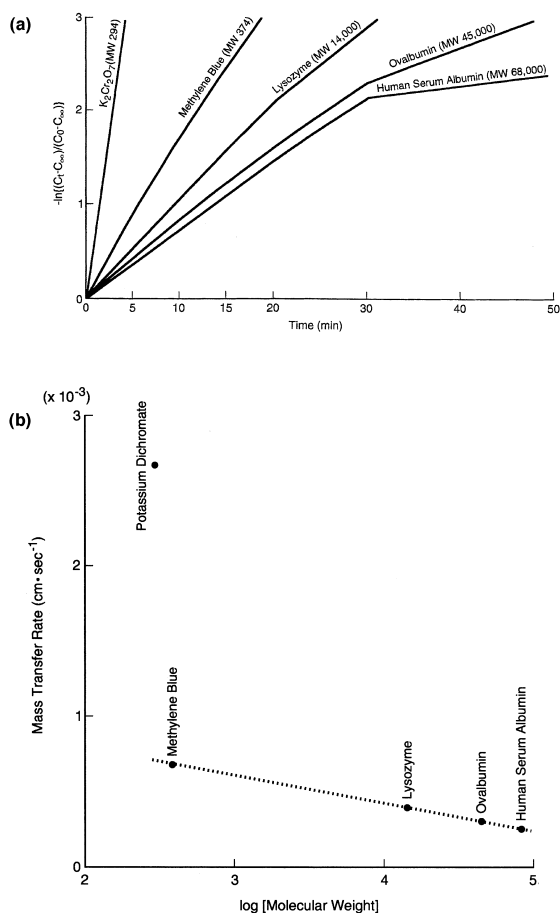 (a)
3
2
1
0
-ln[(Ct-C∞)/(C0-C∞)]
K2Cr2O7(MW 294)
Methylene Blue (MW 374)
Lysozyme (MW 14,000)
Ovalbumin (MW 45,000)
Human Serum Albumin (MW 68,000)
0 5 10 15 20 30 40 50
Time (min)
(b)
(x 10-3)
3
2
1
0
Mass Transfer Rate (cm•sec-1)
Potassium Dichromate
Methylene Blue
Lysozyme
Ovalbumin
Human Serum Albumin
2 3 4 5
log [Molecular Weight]